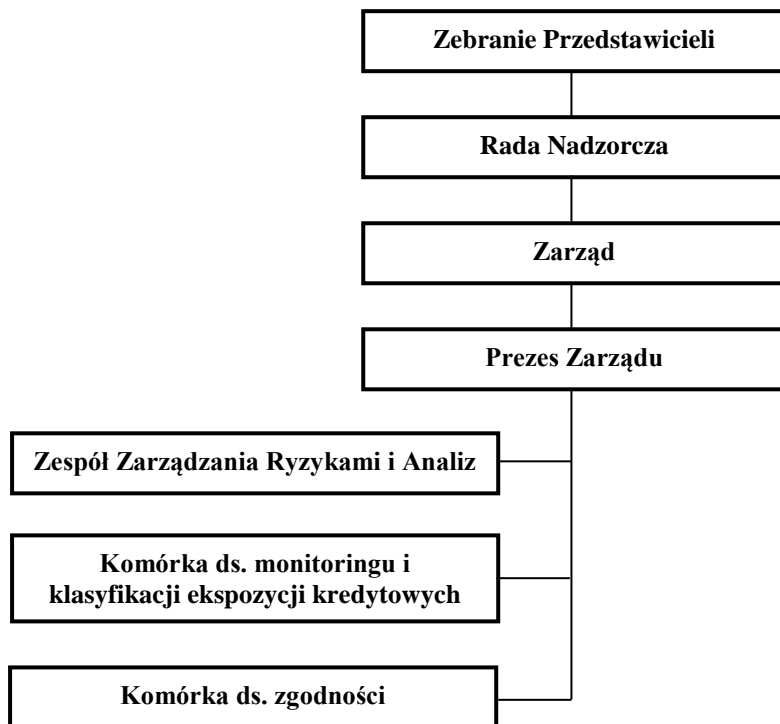 Zebranie Przedstawicieli
Rada Nadzorcza
Zarząd
Prezes Zarządu
Zespół Zarządzania Ryzykami i Analiz
Komórka ds. monitoringu i
klasyfikacji ekspozycji kredytowych
Komórka ds. zgodności